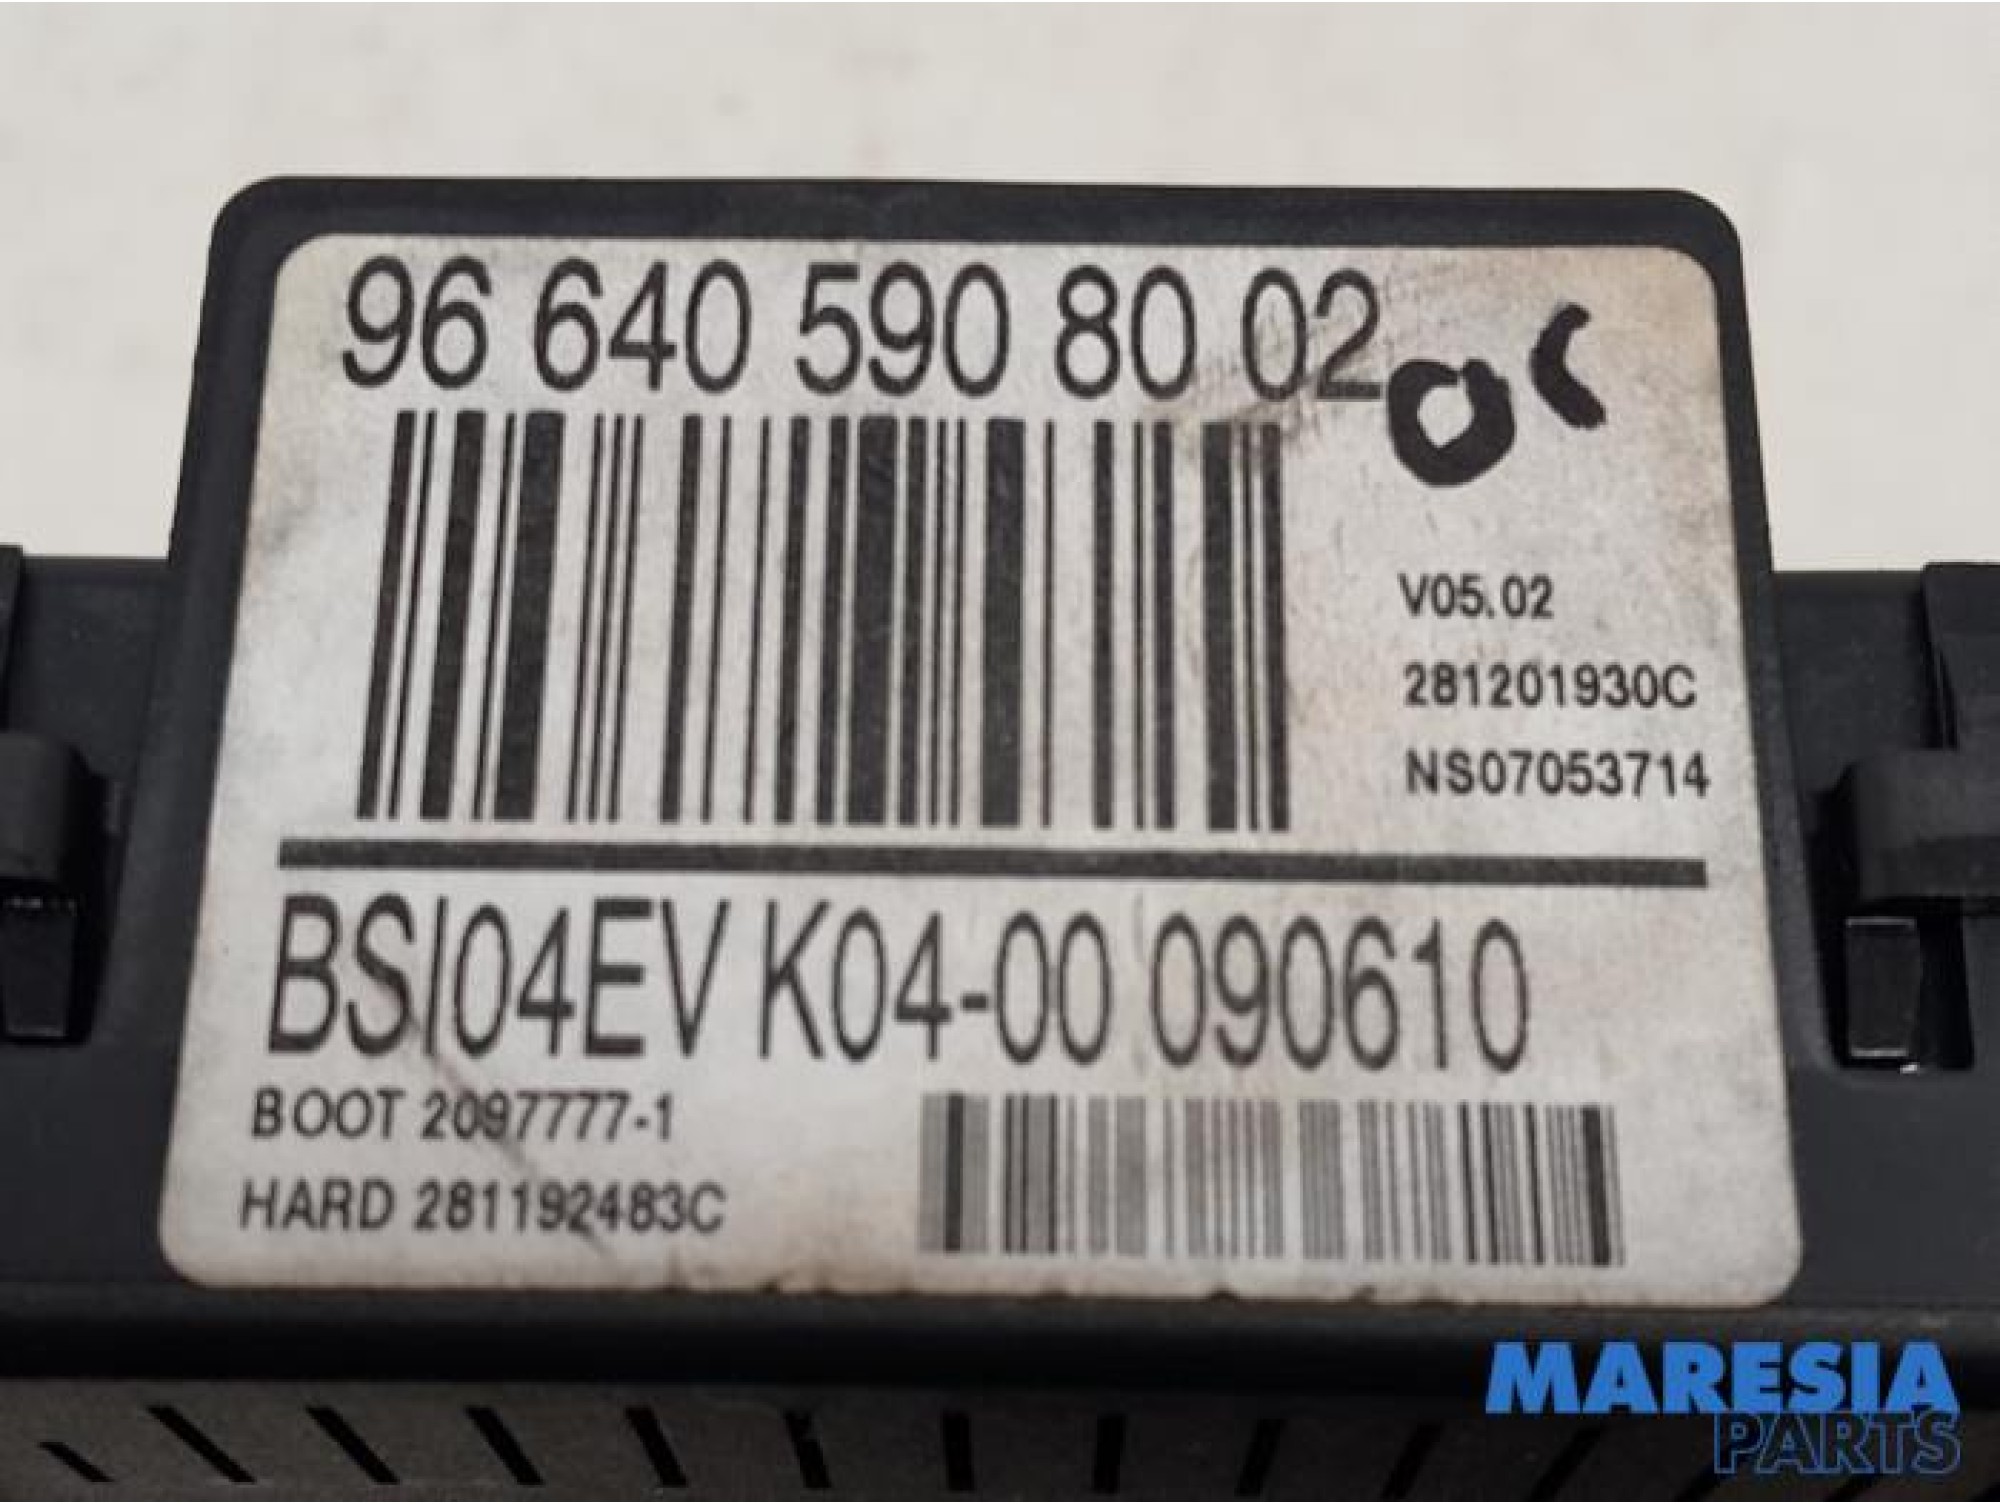 96 640 590 80 02
V05.02
281201930C
NS07053714
BSI04EV K04-00 090610
BOOT 2097777-1
HARD 281192483C
MARESIA
PARTS